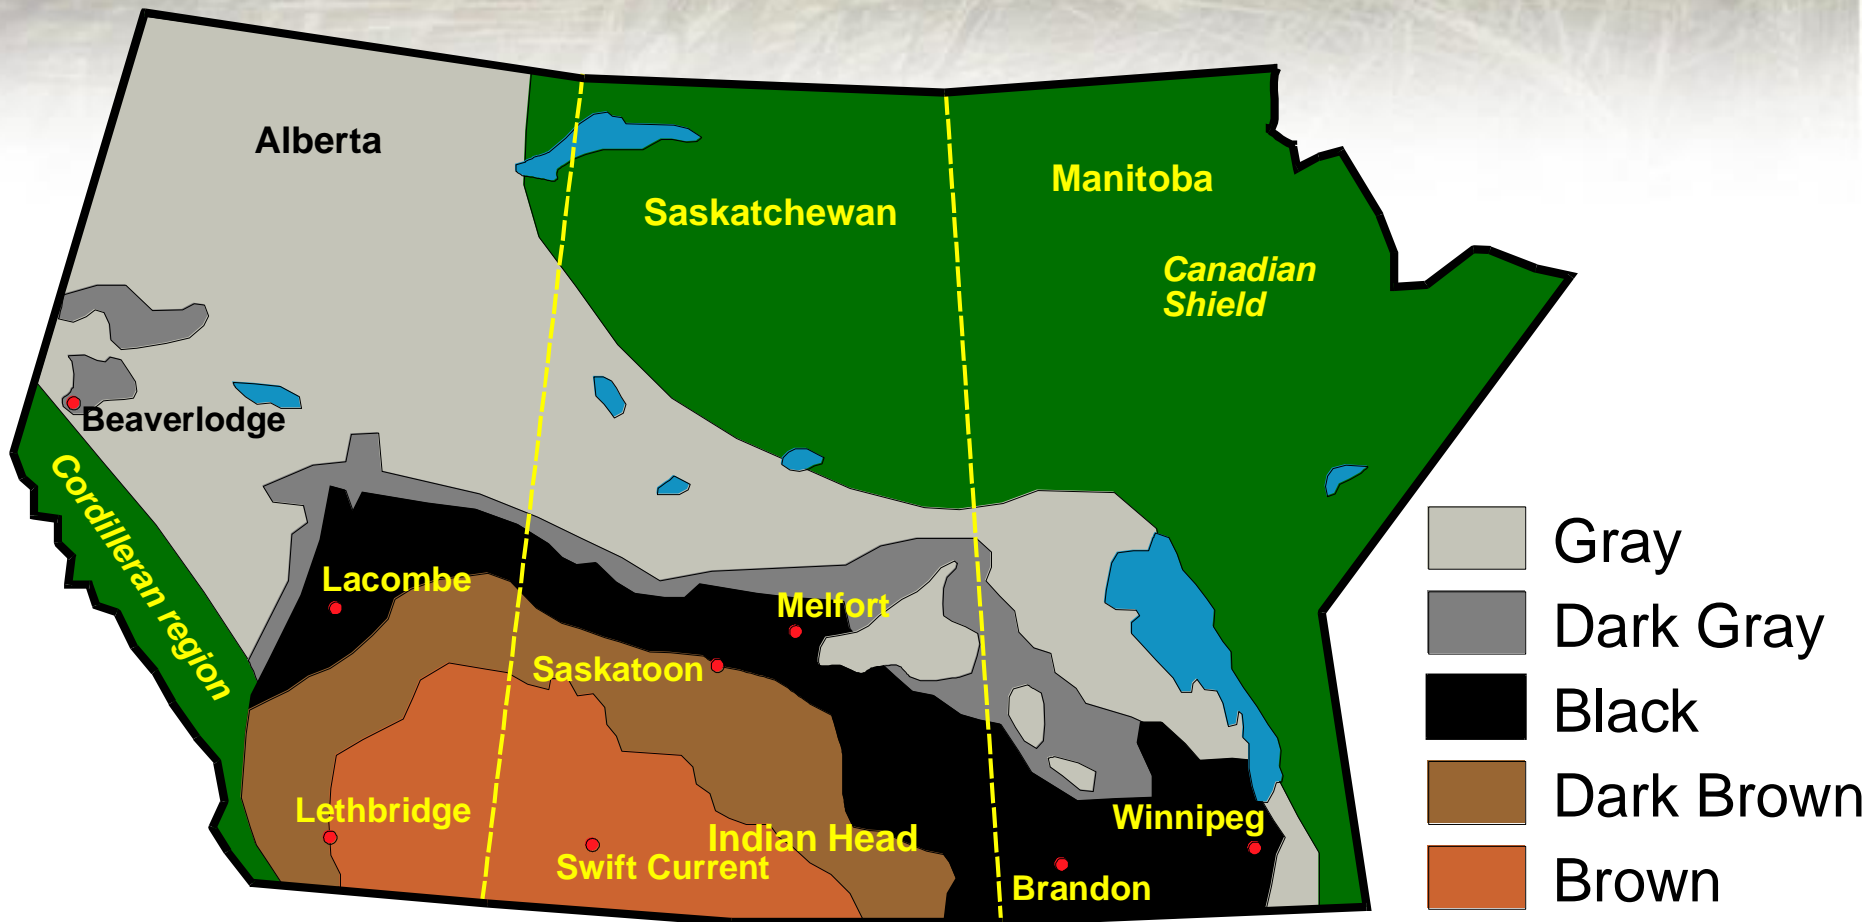 Alberta
Saskatchewan
Manitoba
Canadian
Shield
Beaverlodge
Cordilleran region
Lacombe
Melfort
Saskatoon
Lethbridge
Indian Head
Swift Current
Winnipeg
Brandon
Gray
Dark Gray
Black
Dark Brown
Brown